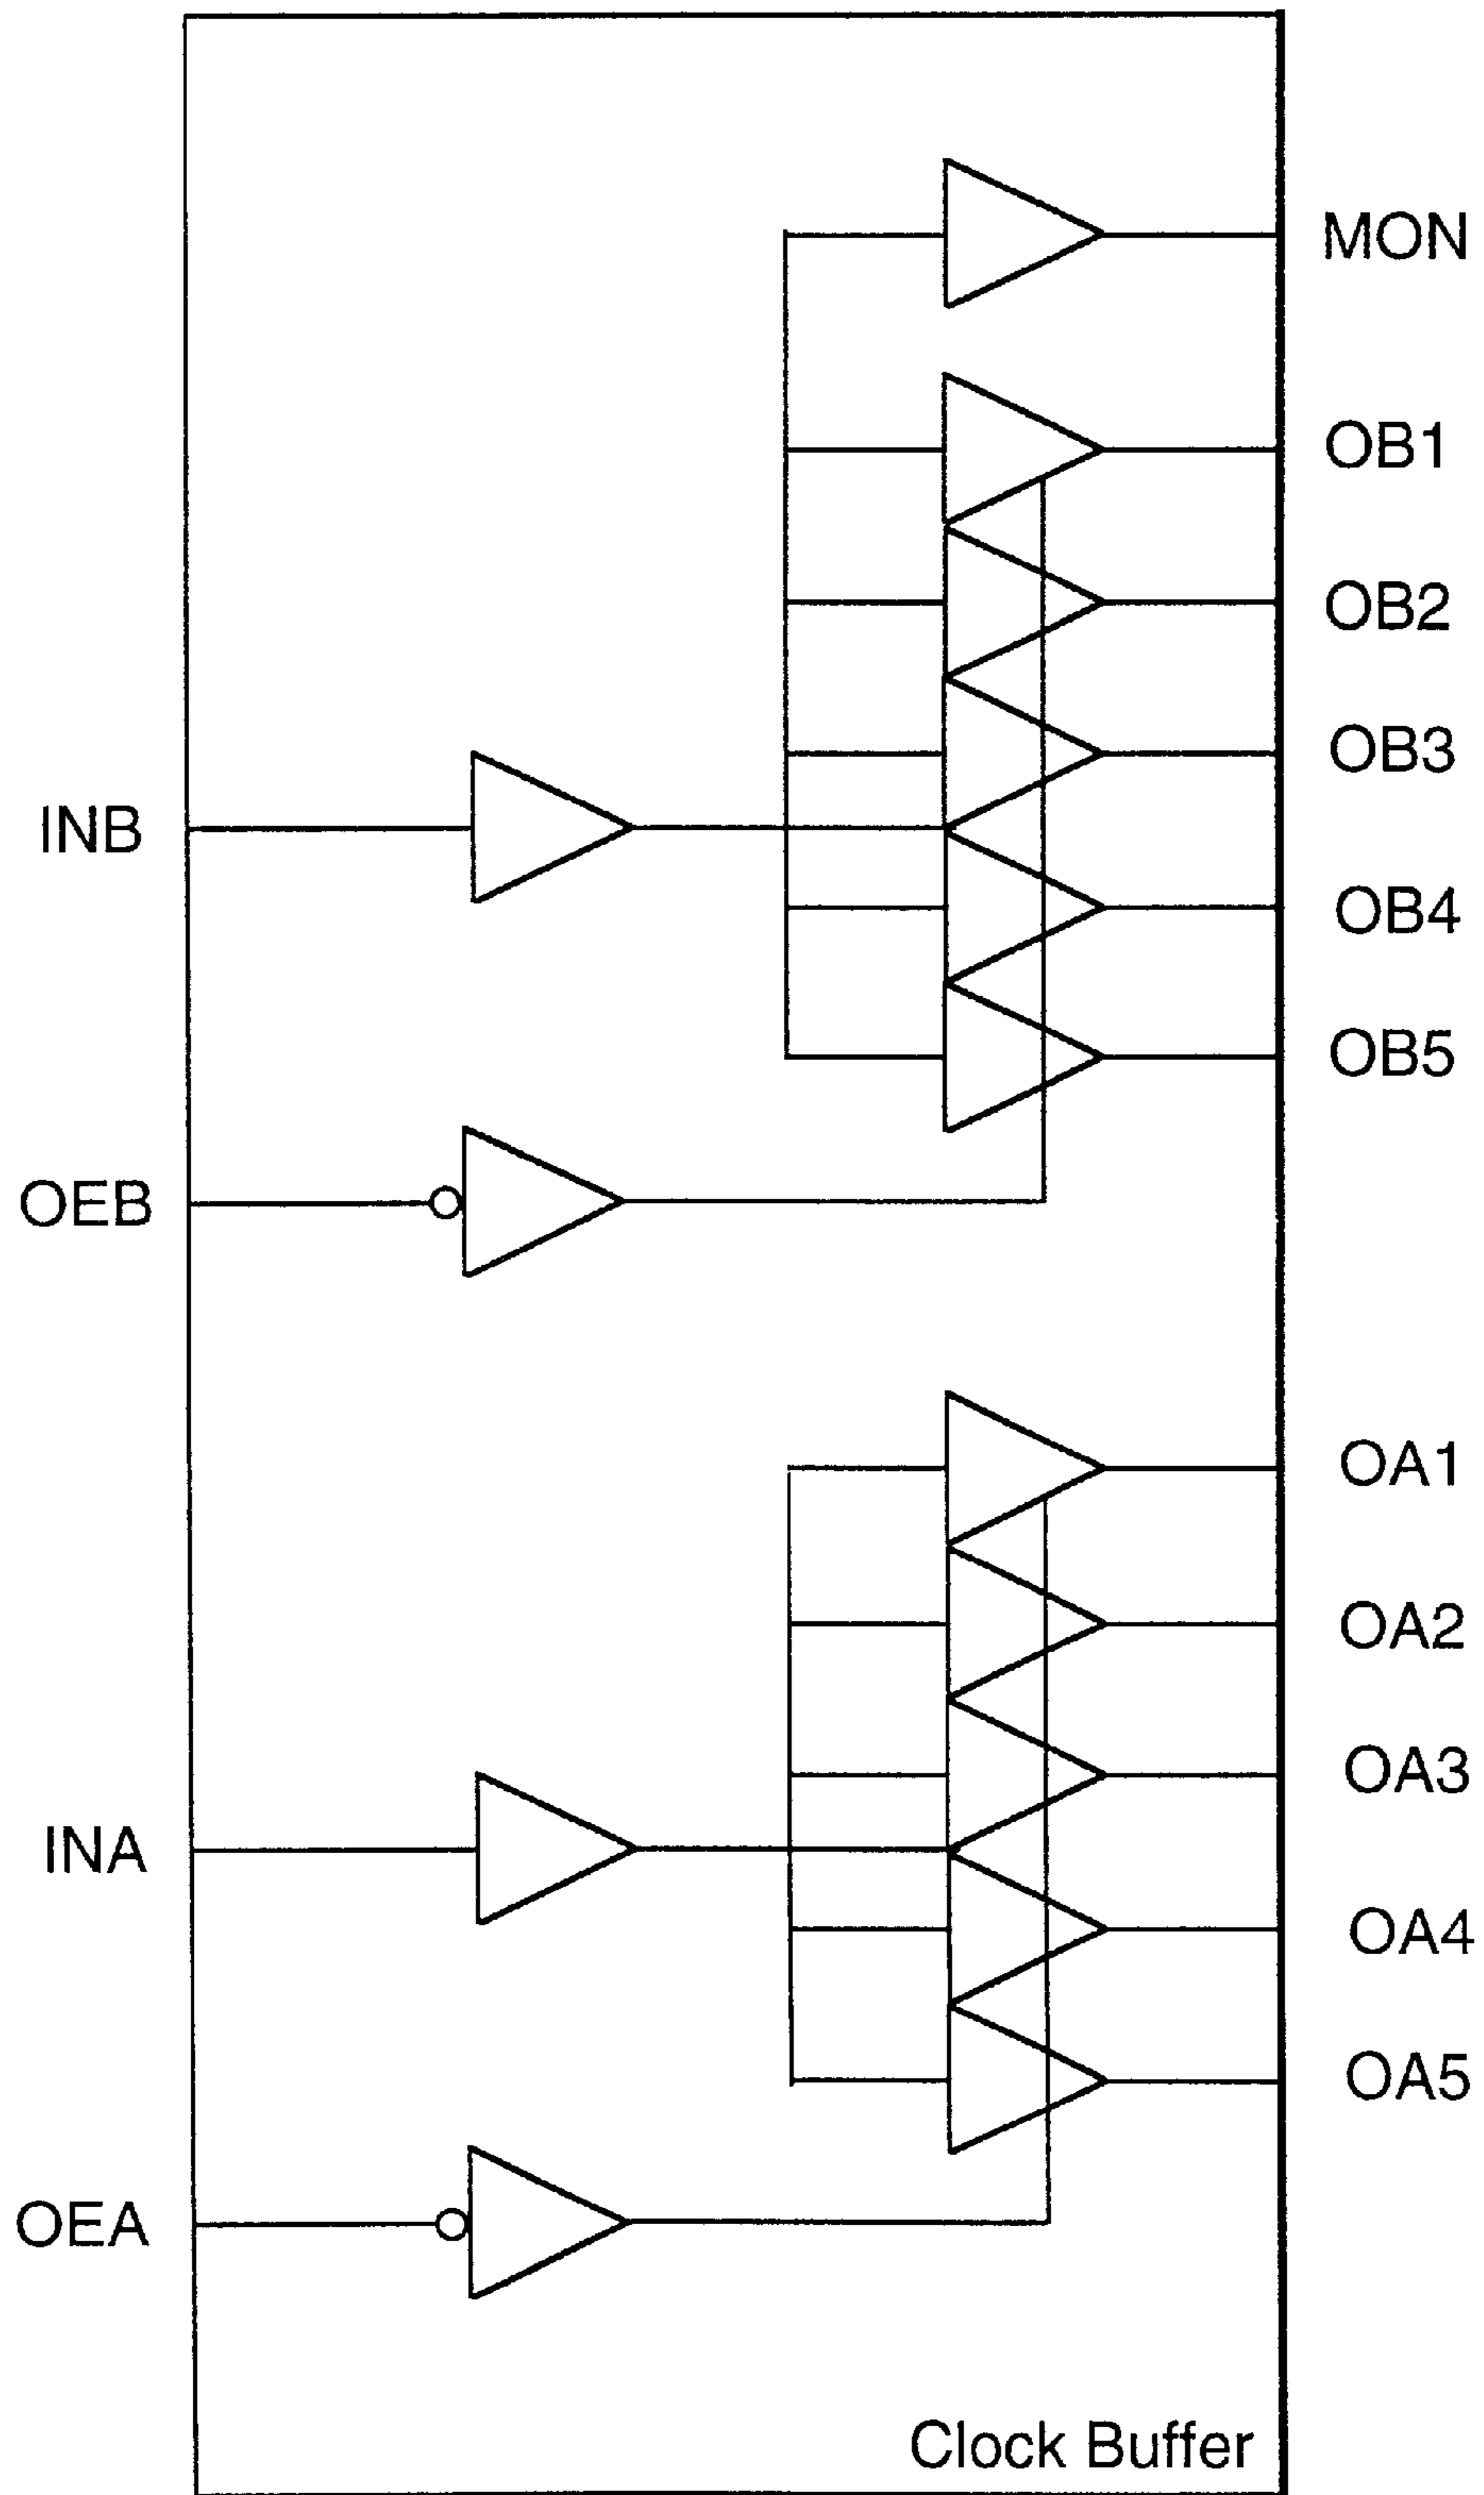 MON
OB1
OB2
OB3
INB
OB4
OB5
OEB
OA1
OA2
OA3
INA
OA4
OA5
OEA
Clock Buffer